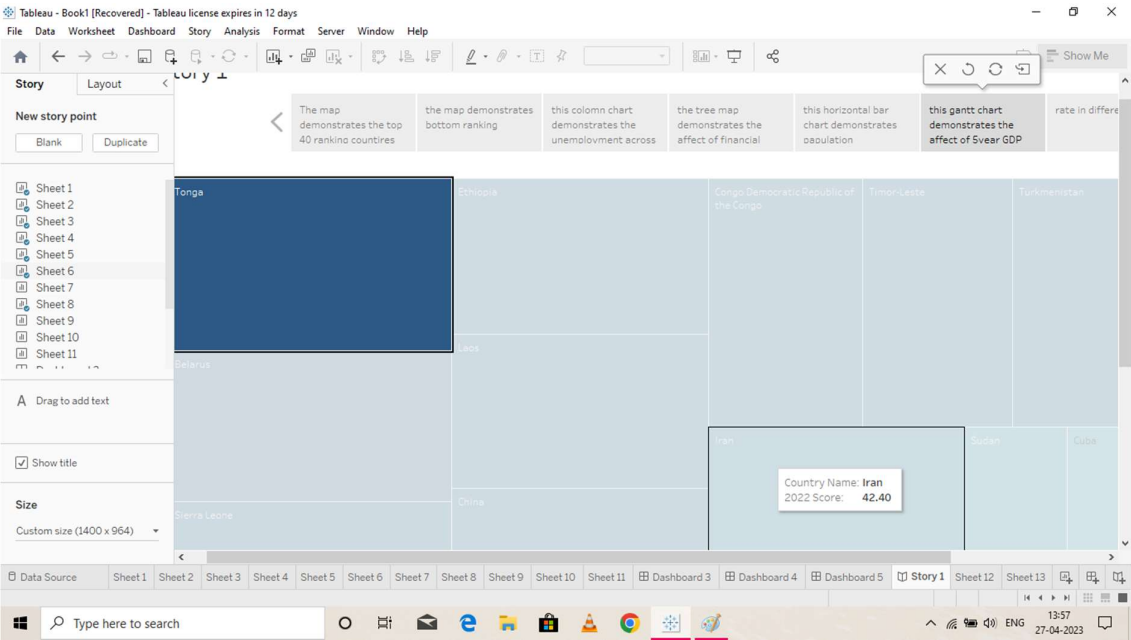 Tableau - Book1 [Recovered] - Tableau license expires in 12 days
File Data Worksheet Dashboard Story Analysis Format Server Window Help
Show Me
Story Layout
Story 1
New story point
Blank Duplicate
The map
demonstrates the top
40 ranking countires
the map demonstrates
bottom ranking
this colomn chart
demonstrates the
unemployment across
the tree map
demonstrates the
affect of financial
this horizontal bar
chart demonstrates
papulation
this gantt chart
demonstrates the
affect of 5year GDP
rate in differe
Sheet 1
Sheet 2
Sheet 3
Sheet 4
Sheet 5
Sheet 6
Sheet 7
Sheet 8
Sheet 9
Sheet 10
Sheet 11
A Drag to add text
Show title
Size
Custom size (1400 x 964)
Tonga
Ethiopia
Congo Democratic Republic of
the Congo
Timor-Leste
Turkmenistan
Belarus
Laos
Iran
Sudan
Cuba
Country Name: Iran
2022 Score: 42.40
Sierra Leone
China
Data Source Sheet 1 Sheet 2 Sheet 3 Sheet 4 Sheet 5 Sheet 6 Sheet 7 Sheet 8 Sheet 9 Sheet 10 Sheet 11 Dashboard 3 Dashboard 4 Dashboard 5 Story 1 Sheet 12 Sheet 13
Type here to search
ENG
13:57
27-04-2023